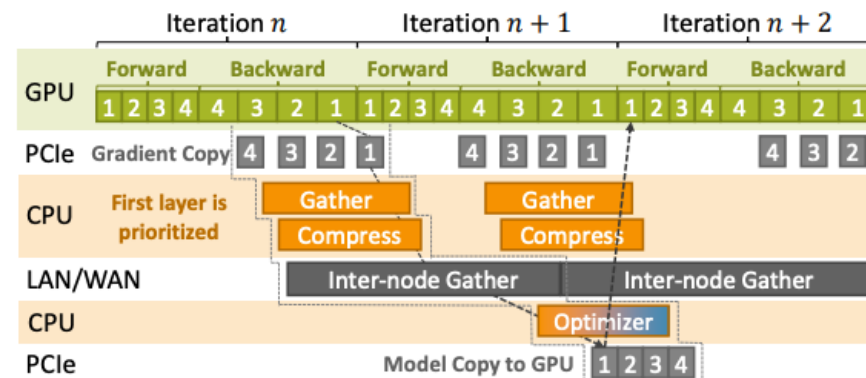 Iteration n Iteration n + 1 Iteration n + 2
Forward Backward Forward Backward Forward Backward
GPU 1 2 3 4 4 3 2 1 1 2 3 4 4 3 2 1 1 2 3 4 4 3 2 1
PCIe Gradient Copy 4 3 2 1 4 3 2 1 4 3 2
CPU First layer is prioritized
Gather Gather
Compress Compress
LAN/WAN Inter-node Gather Inter-node Gather
CPU Optimizer
PCIe Model Copy to GPU 1 2 3 4